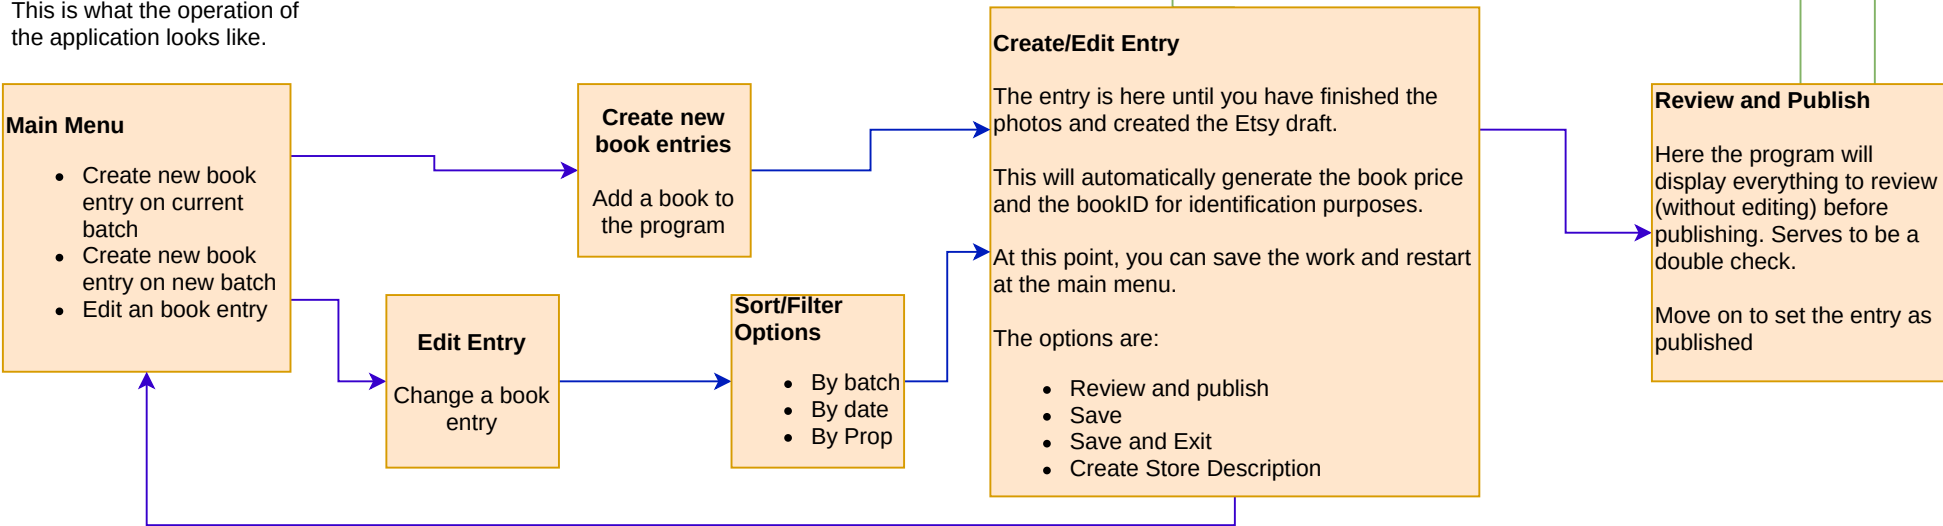 This is what the operation of
the application looks like.
Main Menu
Create new book
entry on current
batch
Create new book
entry on new batch
Edit an book entry
Create new
book entries
Add a book to
the program
Edit Entry
Change a book
entry
Sort/Filter
Options
By batch
By date
By Prop
Create/Edit Entry
The entry is here until you have finished the
photos and created the Etsy draft.
This will automatically generate the book price
and the bookID for identification purposes.
At this point, you can save the work and restart
at the main menu.
The options are:
Review and publish
Save
Save and Exit
Create Store Description
Review and Publish
Here the program will
display everything to review
(without editing) before
publishing. Serves to be a
double check.
Move on to set the entry as
published